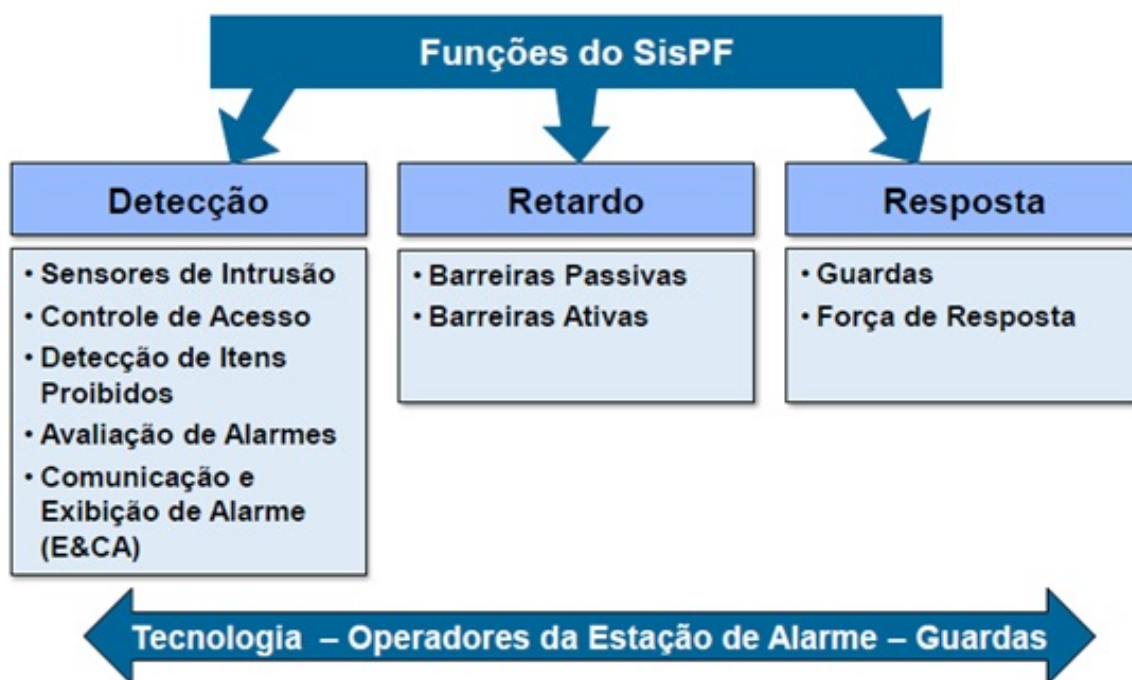 Funções do SisPF
Detecção
• Sensores de Intrusão
• Controle de Acesso
• Detecção de Itens
Proibidos
• Avaliação de Alarmes
• Comunicação e
Exibição de Alarme
(E&CA)
Retardo
• Barreiras Passivas
• Barreiras Ativas
Resposta
• Guardas
• Força de Resposta
Tecnologia – Operadores da Estação de Alarme – Guardas